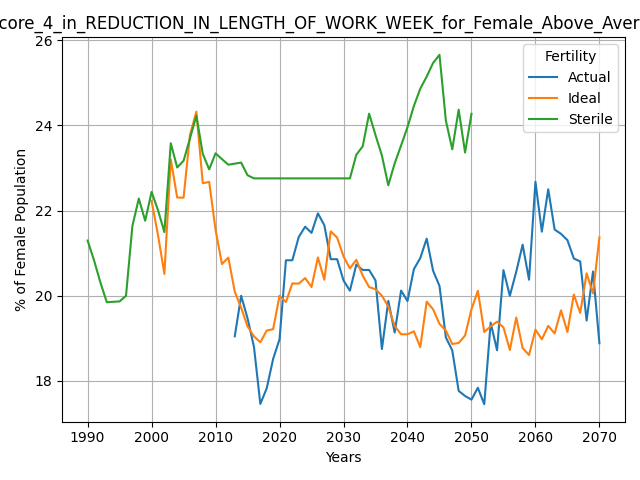 core_4_in_REDUCTION_IN_LENGTH_OF_WORK_WEEK_for_Female_Above_Aver
26
24
22
20
18
% of Female Population
Fertility
Actual
Ideal
Sterile
1990 2000 2010 2020 2030 2040 2050 2060 2070
Years